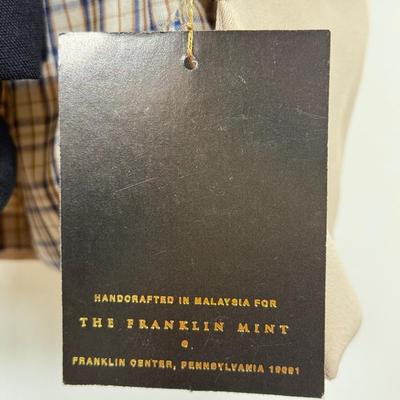 HANDCRAFTED IN MALAYSIA FOR
THE FRANKLIN MINT
FRANKLIN CENTER, PENNSYLVANIA 19091